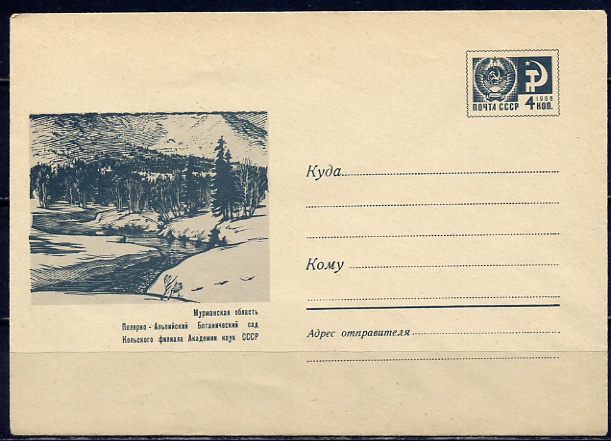 ПОЧТА СССР
4 1966 КОП.
Куда
Кому
Адрес отправителя
Мурманская область
Полярно - Альпийский Ботанический сад
Кольского филиала Академии наук СССР